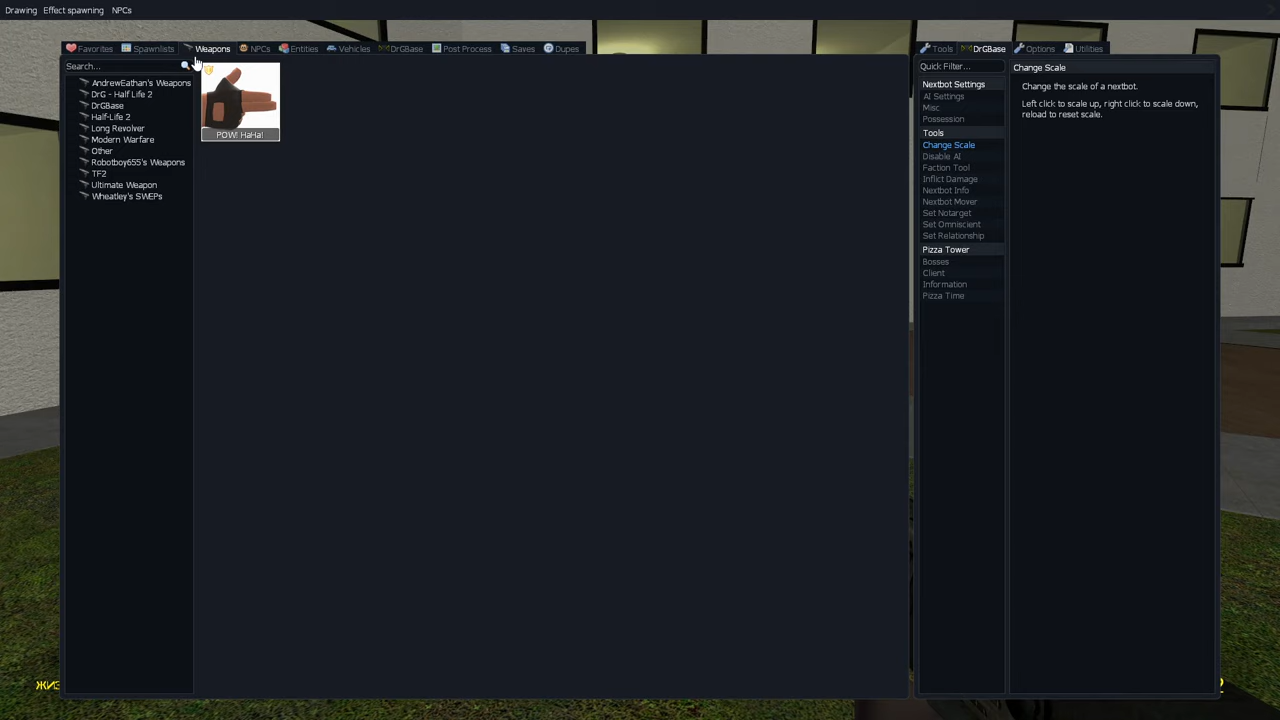 Drawing Effect spawning NPCs
Favorites Spawnlists Weapons NPCs Entities Vehicles DrGBase Post Process Saves Dupes
Search...
AndrewEathan's Weapons
DrG - Half Life 2
DrGBase
Half-Life 2
Long Revolver
Modern Warfare
Other
Robotboy655's Weapons
TF2
Ultimate Weapon
Wheatley's SWEPs
POW! HaHa!
Tools DrGBase Options Utilities
Quick Filter...
Nextbot Settings
AI Settings
Misc
Possession
Tools
Change Scale
Disable AI
Faction Tool
Inflict Damage
Nextbot Info
Nextbot Mover
Set Notarget
Set Omniscient
Set Relationship
Pizza Tower
Bosses
Client
Information
Pizza Time
Change Scale
Change the scale of a nextbot.
Left click to scale up, right click to scale down,
reload to reset scale.